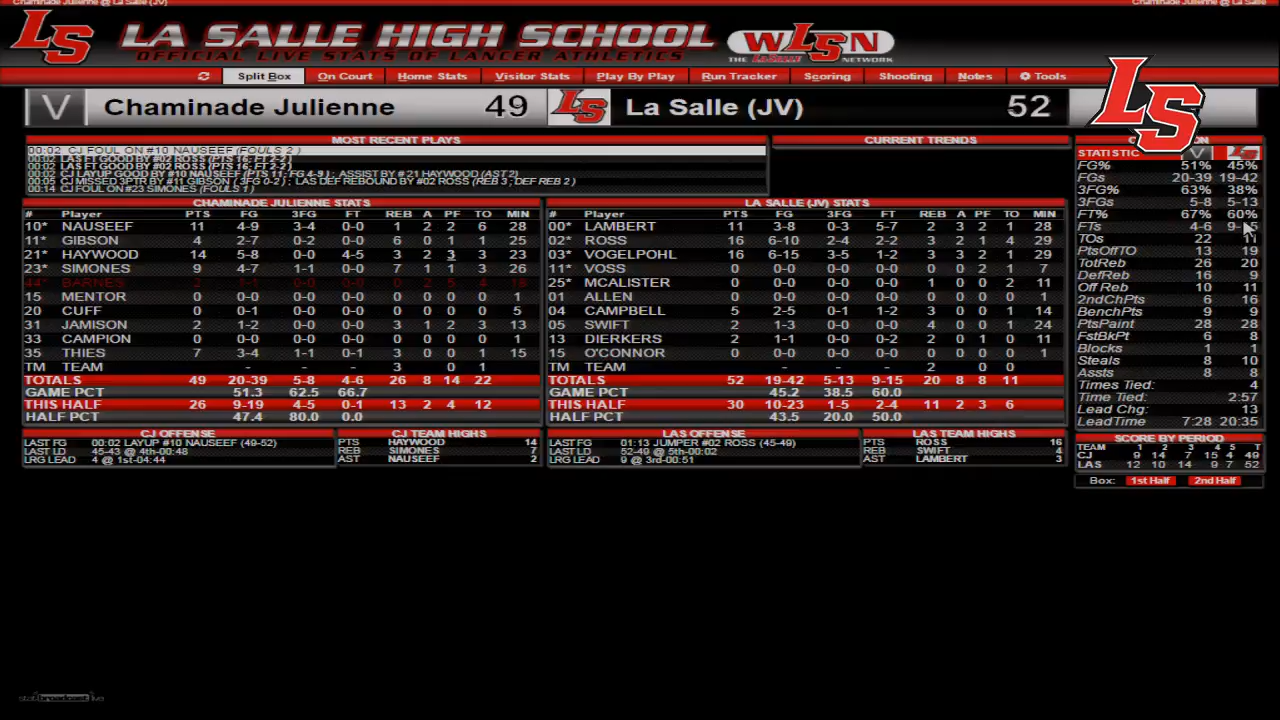 Chaminade Julienne @ La Salle (JV) Chaminade Julienne @ La Salle
LS LA SALLE HIGH SCHOOL WLSN
OFFICIAL LIVE STATS OF LANCER ATHLETICS THE LASALLE NETWORK
Split Box On Court Home Stats Visitor Stats Play By Play Run Tracker Scoring Shooting Notes Tools
V Chaminade Julienne 49 LS La Salle (JV) 52 LS
MOST RECENT PLAYS
00:02 CJ FOUL ON #10 NAUSEEF (FOULS 2 )
00:02 LAS FT GOOD BY #02 ROSS (PTS 16; FT 2-2 )
00:02 LAS FT GOOD BY #02 ROSS (PTS 16; FT 2-2 )
00:02 CJ LAYUP GOOD BY #10 NAUSEEF (PTS 11; FG 4-9) ; ASSIST BY # 21 HAYWOOD (AST 2)
00:05 CJ MISSED 3PTR BY #11 GIBSON ( 3FG 0-2) ; LAS DEF REBOUND BY #02 ROSS (REB 3 ; DEF REB 2 )
00:14 CJ FOUL ON #23 SIMONES (FOULS 1 )
CURRENT TRENDS
CHAMINADE JULIENNE STATS
# Player PTS FG 3FG FT REB A PF TO MIN
10* NAUSEEF 11 4-9 3-4 0-0 1 2 2 6 28
11* GIBSON 4 2-7 0-2 0-0 6 0 1 1 25
21* HAYWOOD 14 5-8 0-0 4-5 3 2 3 3 23
23* SIMONES 9 4-7 1-1 0-0 7 1 1 3 26
44* BARNES 2 1-1 0-0 0-0 0 2 5 4 18
15 MENTOR 0 0-0 0-0 0-0 0 0 0 0 1
20 CUFF 0 0-1 0-0 0-0 0 0 0 0 5
31 JAMISON 2 1-2 0-0 0-0 3 1 2 3 13
33 CAMPION 0 0-0 0-0 0-0 0 0 0 0 1
35 THIES 7 3-4 1-1 0-1 3 0 0 1 15
TM TEAM - - - 3 0 1
TOTALS 49 20-39 5-8 4-6 26 8 14 22
GAME PCT 51.3 62.5 66.7
THIS HALF 26 9-19 4-5 0-1 13 2 4 12
HALF PCT 47.4 80.0 0.0
LA SALLE (JV) STATS
# Player PTS FG 3FG FT REB A PF TO MIN
00* LAMBERT 11 3-8 0-3 5-7 2 3 2 1 28
02* ROSS 16 6-10 2-4 2-2 3 2 1 4 29
03* VOGELPOHL 16 6-15 3-5 1-2 3 3 2 1 29
11* VOSS 0 0-0 0-0 0-0 0 0 2 1 7
25* MCALISTER 0 0-0 0-0 0-0 1 0 0 2 11
01 ALLEN 0 0-0 0-0 0-0 0 0 0 0 1
04 CAMPBELL 5 2-5 0-1 1-2 3 0 0 1 14
05 SWIFT 2 1-3 0-0 0-0 4 0 0 1 24
13 DIERKERS 2 1-1 0-0 0-2 2 0 1 0 11
15 O'CONNOR 0 0-0 0-0 0-0 0 0 0 0 1
TM TEAM - - - 2 0 0
TOTALS 52 19-42 5-13 9-15 20 8 8 11
GAME PCT 45.2 38.5 60.0
THIS HALF 30 10-23 1-5 2-4 11 2 3 6
HALF PCT 43.5 20.0 50.0
CJ OFFENSE
LAST FG 00:02 LAYUP #10 NAUSEEF (49-52)
LAST LD 45-43 @ 4th-00:48
LRG LEAD 4 @ 1st-04:44
CJ TEAM HIGHS
PTS HAYWOOD 14
REB SIMONES 7
AST NAUSEEF 2
LAS OFFENSE
LAST FG 01:13 JUMPER #02 ROSS (45-49)
LAST LD 52-49 @ 5th-00:02
LRG LEAD 9 @ 3rd-00:51
LAS TEAM HIGHS
PTS ROSS 16
REB SWIFT 4
AST LAMBERT 3
STATISTIC V LS
FG% 51% 45%
FGs 20-39 19-42
3FG% 63% 38%
3FGs 5-8 5-13
FT% 67% 60%
FTs 4-6
TOs 22 11
PtsOffTO 13 19
TotReb 26 20
DefReb 16 9
Off Reb 10 11
2ndChPts 6 16
BenchPts 9 9
PtsPaint 28 28
FstBkPt 6 8
Blocks 1 1
Steals 8 10
Assts 8 8
Times Tied: 4
Time Tied: 2:57
Lead Chg: 13
LeadTime 7:28 20:35
SCORE BY PERIOD
TEAM 1 2 3 4 5 T
CJ 9 14 7 15 4 49
LAS 12 10 14 9 7 52
Box: 1st Half 2nd Half